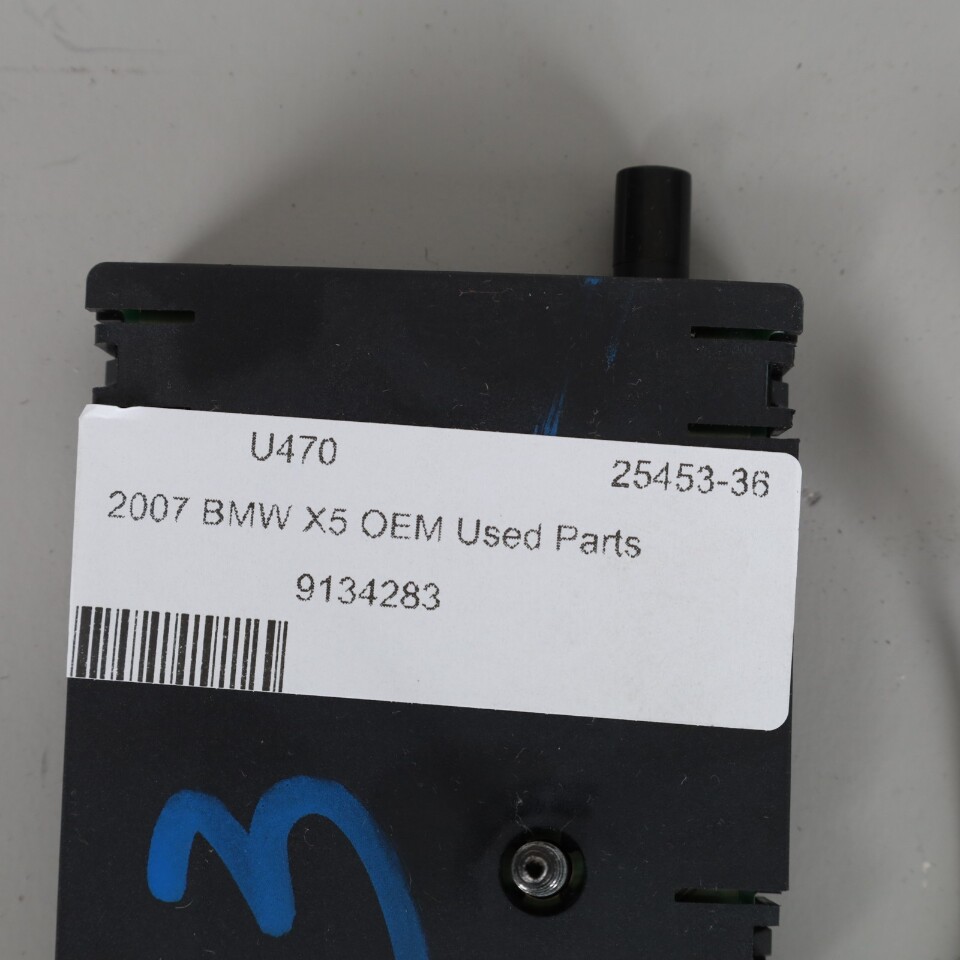 U470
25453-36
2007 BMW X5 OEM Used Parts
9134283